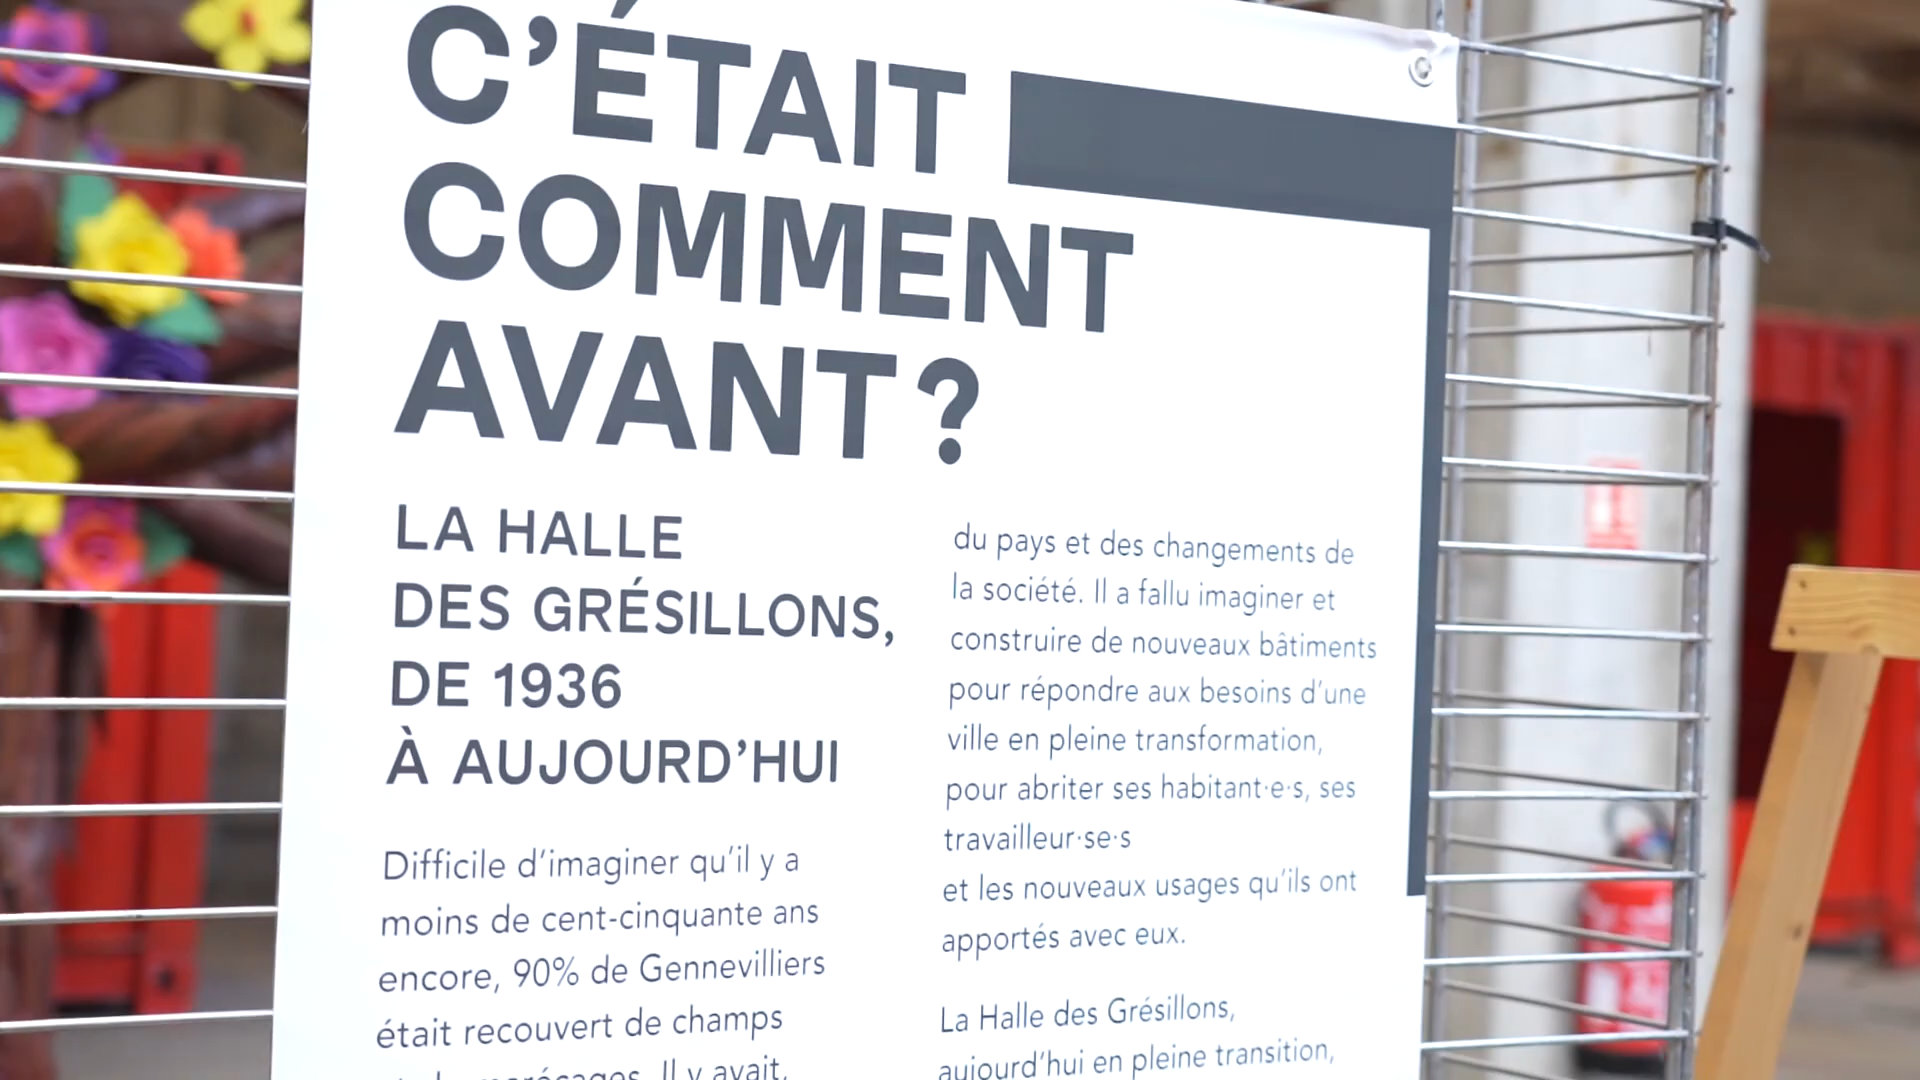 C'ÉTAIT
COMMENT
AVANT ?
LA HALLE
DES GRÉSILLONS,
DE 1936
À AUJOURD'HUI
Difficile d'imaginer qu'il y a
moins de cent-cinquante ans
encore, 90% de Gennevilliers
était recouvert de champs
marécages. Il y avait,
du pays et des changements de
la société. Il a fallu imaginer et
construire de nouveaux bâtiments
pour répondre aux besoins d'une
ville en pleine transformation,
pour abriter ses habitant·e·s, ses
travailleur·se·s
et les nouveaux usages qu'ils ont
apportés avec eux.
La Halle des Grésillons,
aujourd'hui en pleine transition,